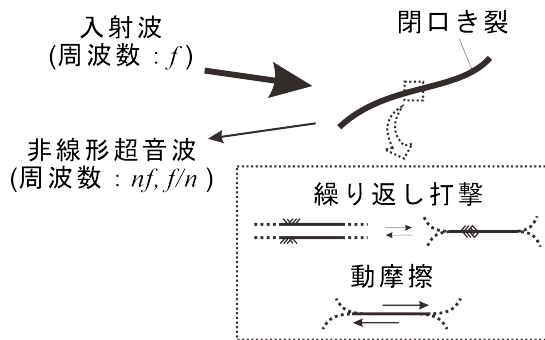 入射波
(周波数：f)
閉口き裂
非線形超音波
(周波数：nf, f/n )
繰り返し打撃
動摩擦